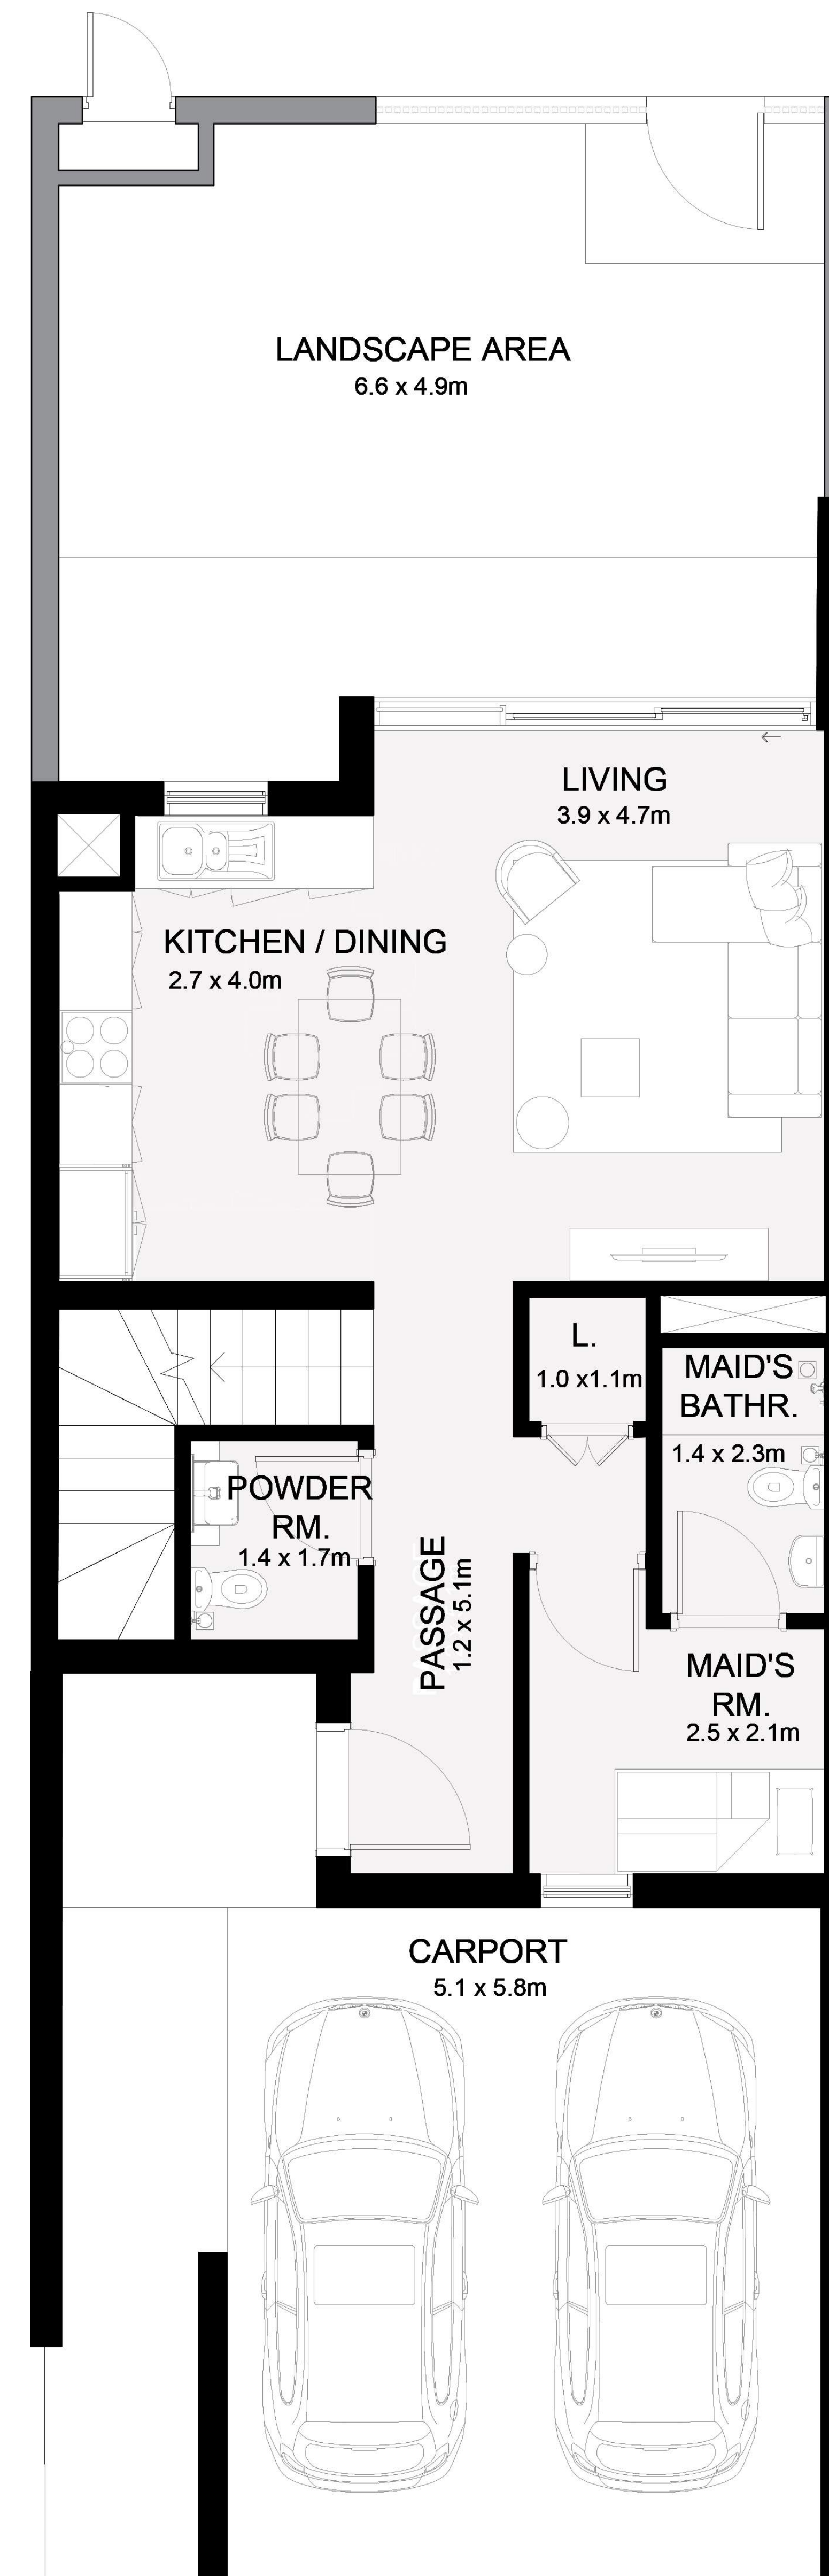 LANDSCAPE AREA
6.6 x 4.9m
LIVING
3.9 x 4.7m
KITCHEN / DINING
2.7 x 4.0m
L.
1.0 x1.1m
MAID'S
BATHR.
1.4 x 2.3m
POWDER
RM.
1.4 x 1.7m
PASSAGE
1.2 x 5.1m
MAID'S
RM.
2.5 x 2.1m
CARPORT
5.1 x 5.8m